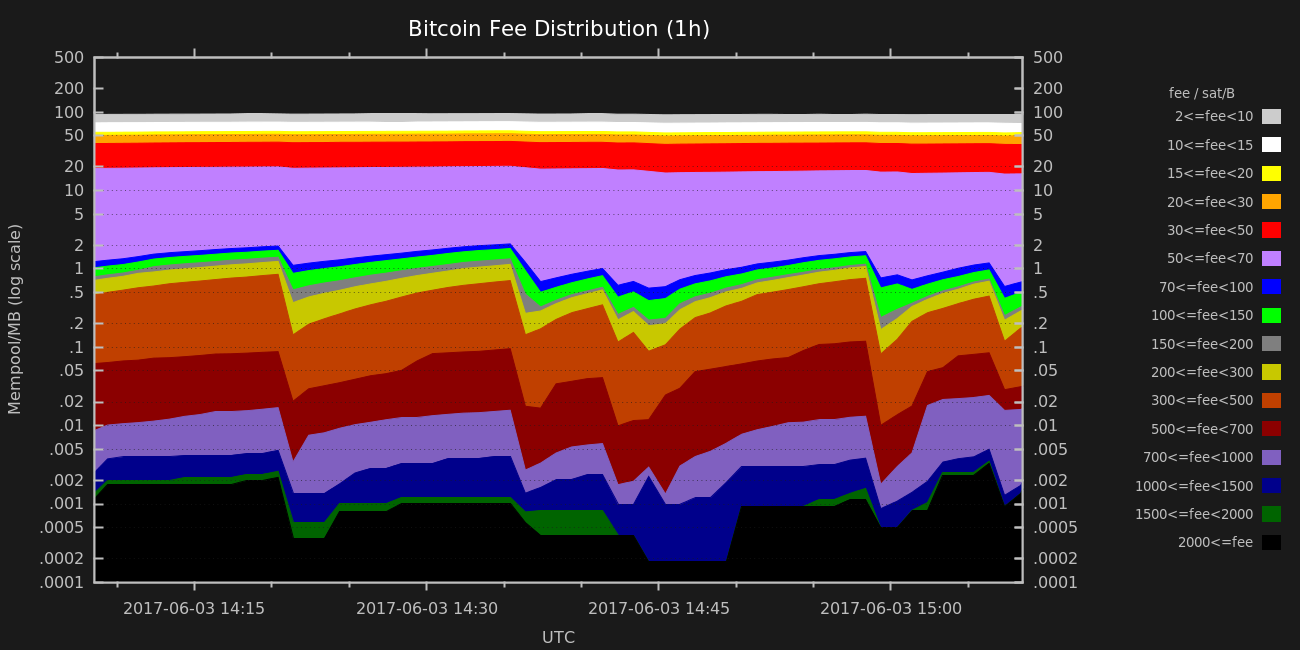 Bitcoin Fee Distribution (1h)
Mempool/MB (log scale)
500
200
100
50
20
10
5
2
1
.5
.2
.1
.05
.02
.01
.005
.002
.001
.0005
.0002
.0001
500
200
100
50
20
10
5
2
1
.5
.2
.1
.05
.02
.01
.005
.002
.001
.0005
.0002
.0001
2017-06-03 14:15
2017-06-03 14:30
2017-06-03 14:45
2017-06-03 15:00
UTC
fee / sat/B
2<=fee<10
10<=fee<15
15<=fee<20
20<=fee<30
30<=fee<50
50<=fee<70
70<=fee<100
100<=fee<150
150<=fee<200
200<=fee<300
300<=fee<500
500<=fee<700
700<=fee<1000
1000<=fee<1500
1500<=fee<2000
2000<=fee